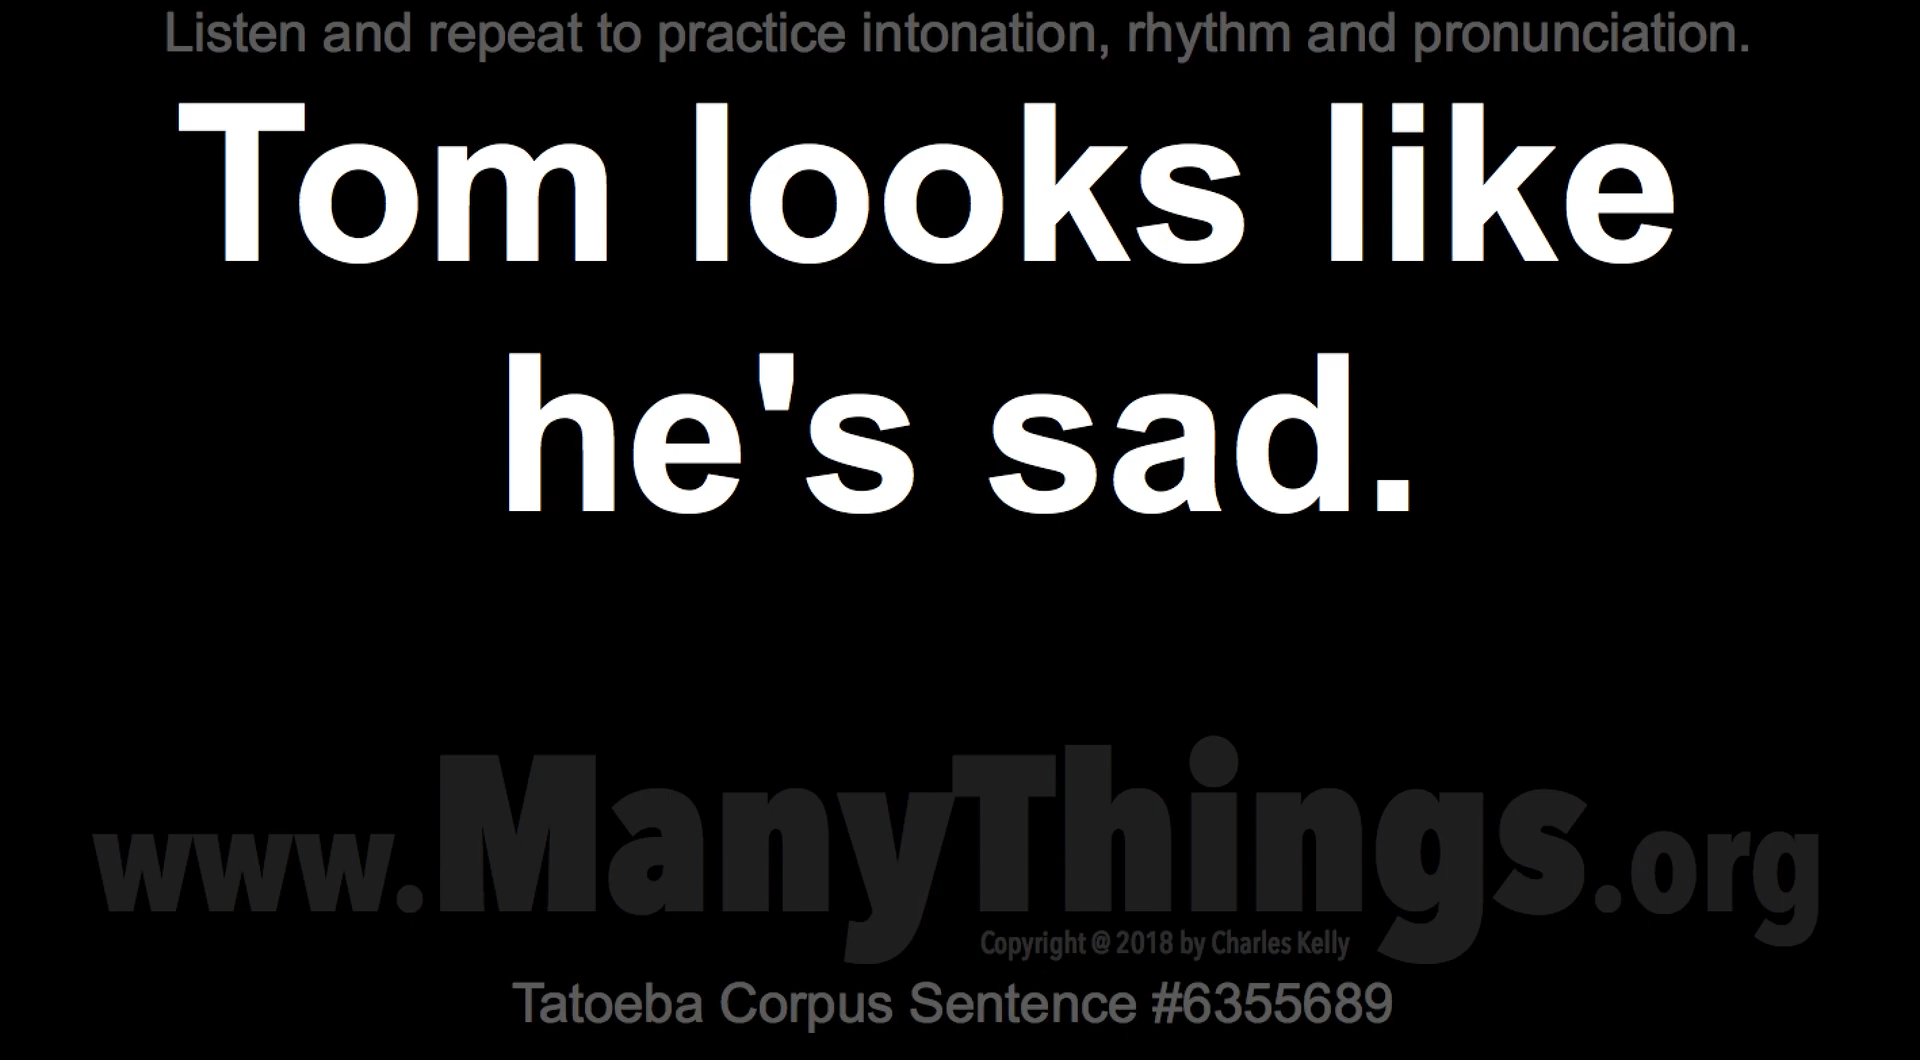 Listen and repeat to practice intonation, rhythm and pronunciation.
Tom looks like
he's sad.
www.ManyThings.org
Copyright @ 2018 by Charles Kelly
Tatoeba Corpus Sentence #6355689